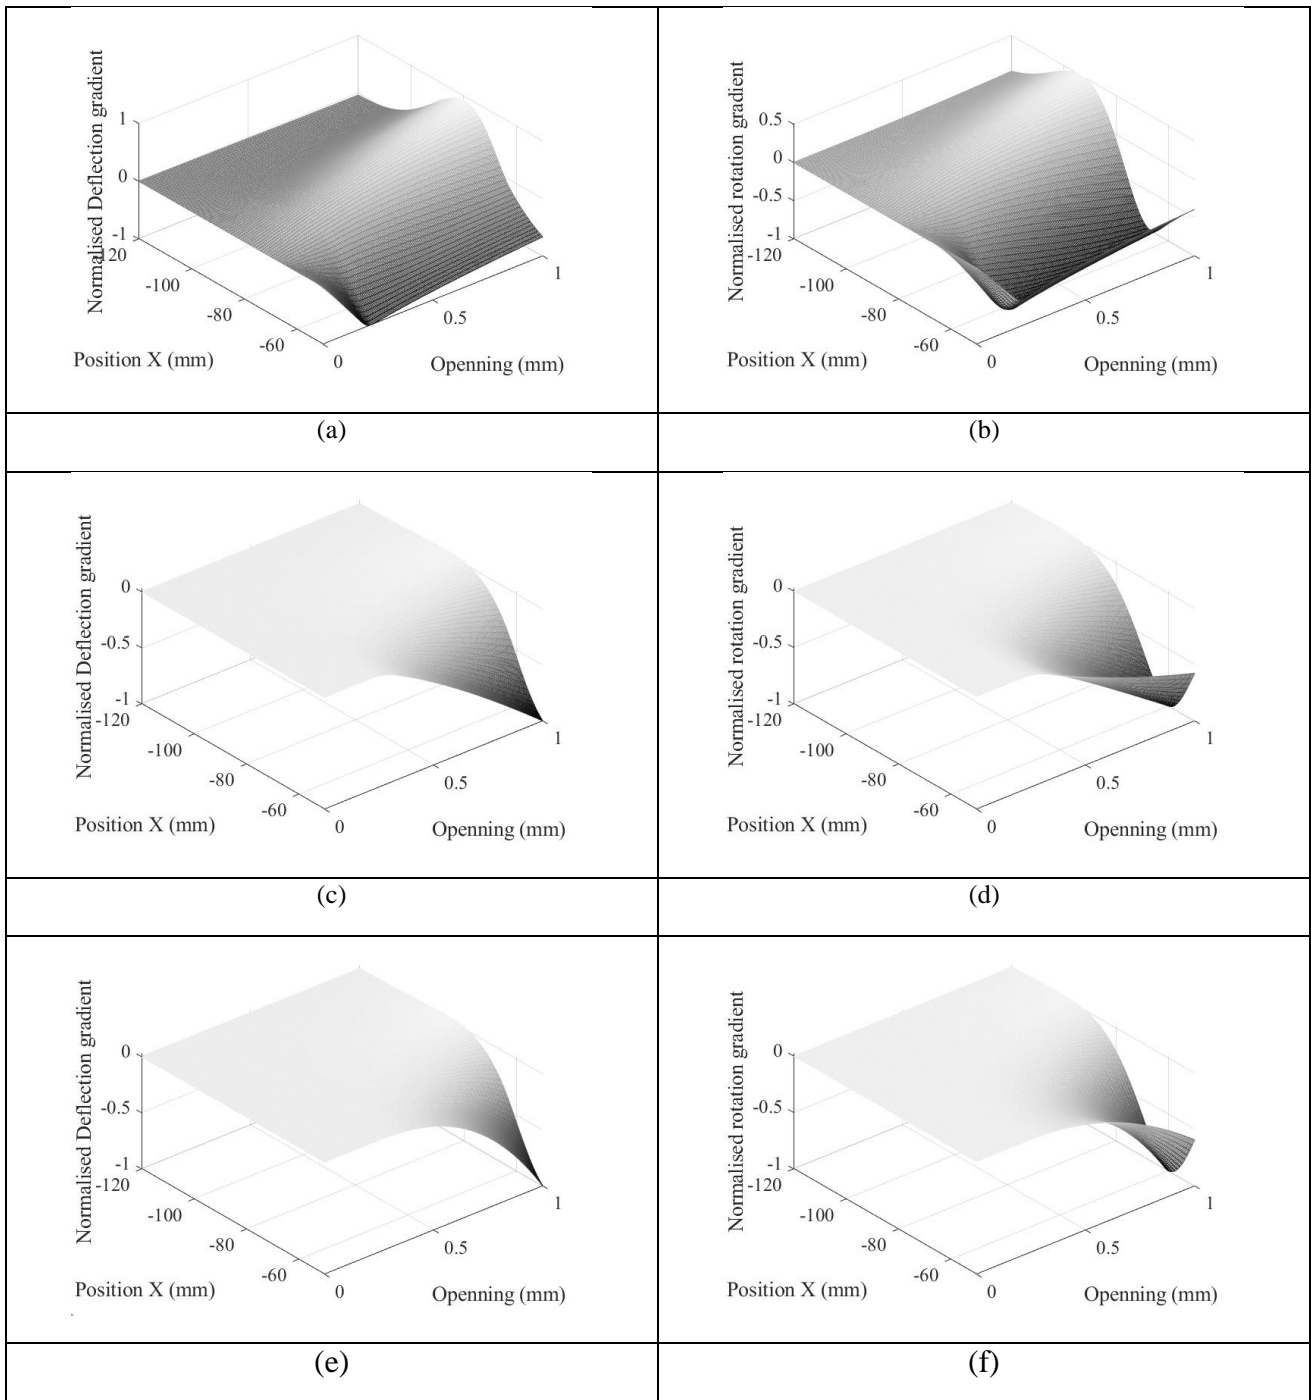 Normalised Deflection gradient
1
0
-1
120
-100
-80
-60
Position X (mm)
0
0.5
1
Openning (mm)
(a)
Normalised rotation gradient
0.5
0
-0.5
-1
-120
-100
-80
-60
Position X (mm)
0
0.5
1
Openning (mm)
(b)
Normalised Deflection gradient
0
-0.5
-1
-120
-100
-80
-60
Position X (mm)
0
0.5
1
Openning (mm)
(c)
Normalised rotation gradient
0
-0.5
-1
-120
-100
-80
-60
Position X (mm)
0
0.5
1
Openning (mm)
(d)
Normalised Deflection gradient
0
-0.5
-1
-120
-100
-80
-60
Position X (mm)
0
0.5
1
Openning (mm)
(e)
Normalised rotation gradient
0
-0.5
-1
-120
-100
-80
-60
Position X (mm)
0
0.5
1
Openning (mm)
(f)